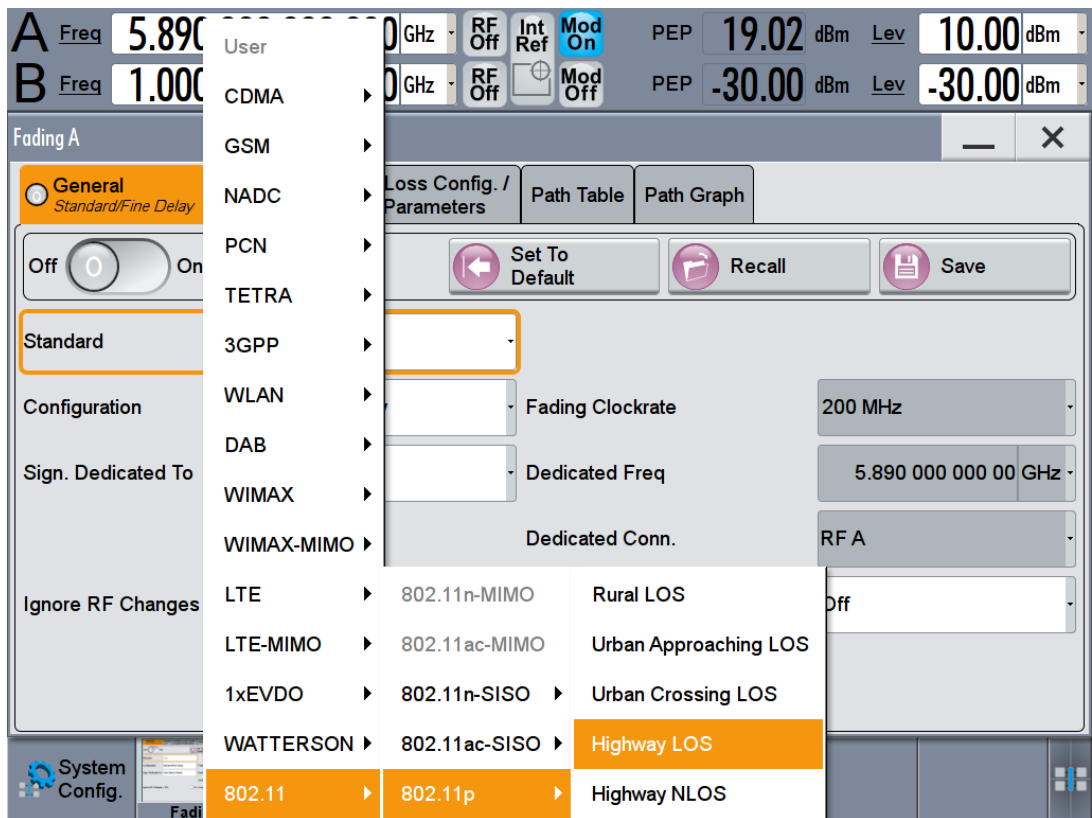 A Freq 5.890 GHz RF Off Int Ref Mod On PEP 19.02 dBm Lev 10.00 dBm
B Freq 1.000 GHz RF Off Mod Off PEP -30.00 dBm Lev -30.00 dBm
Fading A
General
Standard/Fine Delay
Loss Config. /
Parameters
Path Table
Path Graph
Off 0 On
Set To
Default
Recall
Save
Standard
Configuration
Fading Clockrate
200 MHz
Sign. Dedicated To
Dedicated Freq
5.890 000 000 00 GHz
Dedicated Conn.
RF A
Ignore RF Changes
Off
User
CDMA
GSM
NADC
PCN
TETRA
3GPP
WLAN
DAB
WIMAX
WIMAX-MIMO
LTE
LTE-MIMO
1xEVDO
WATTERSON
802.11
802.11n-MIMO
802.11ac-MIMO
802.11n-SISO
802.11ac-SISO
802.11p
Rural LOS
Urban Approaching LOS
Urban Crossing LOS
Highway LOS
Highway NLOS
System
Config.